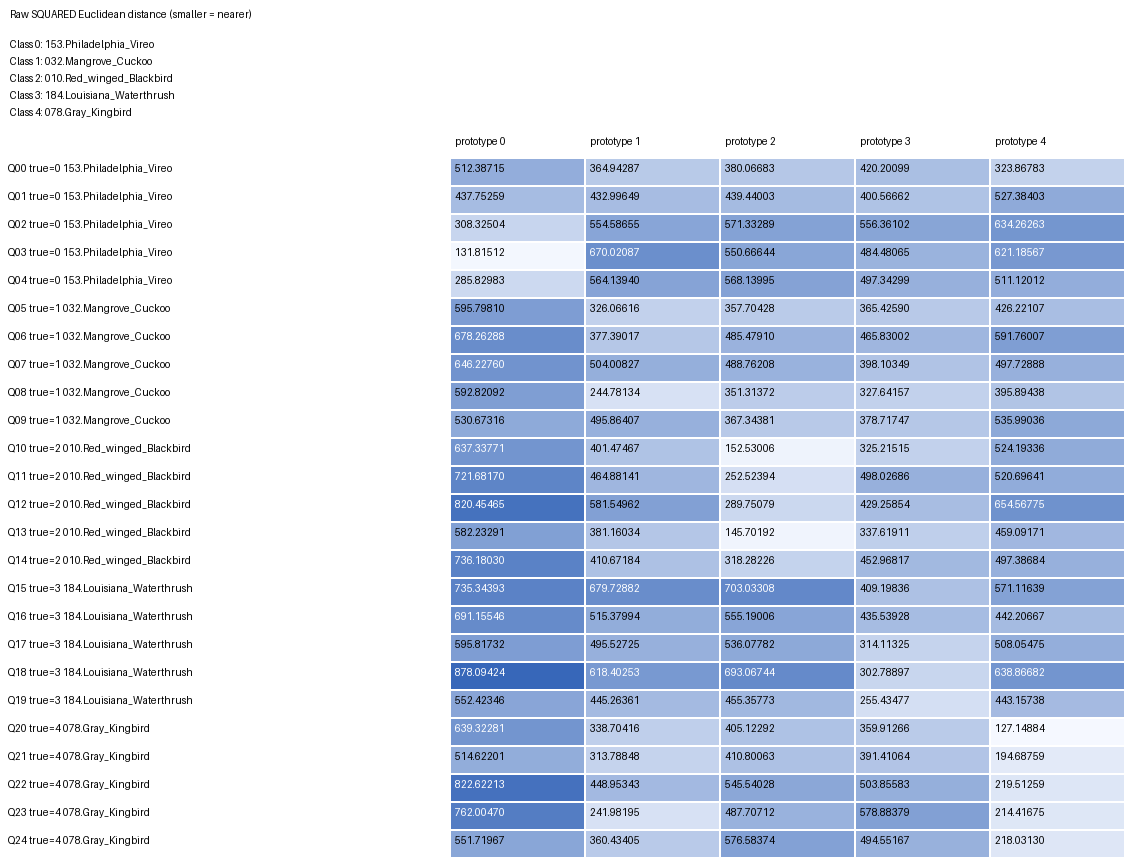 Raw SQUARED Euclidean distance (smaller = nearer)
Class 0: 153.Philadelphia_Vireo
Class 1: 032.Mangrove_Cuckoo
Class 2: 010.Red_winged_Blackbird
Class 3: 184.Louisiana_Waterthrush
Class 4: 078.Gray_Kingbird
prototype 0 prototype 1 prototype 2 prototype 3 prototype 4
Q00 true=0 153.Philadelphia_Vireo 512.38715 364.94287 380.06683 420.20099 323.86783
Q01 true=0 153.Philadelphia_Vireo 437.75259 432.99649 439.44003 400.56662 527.38403
Q02 true=0 153.Philadelphia_Vireo 308.32504 554.58655 571.33289 556.36102 634.26263
Q03 true=0 153.Philadelphia_Vireo 131.81512 670.02087 550.66644 484.48065 621.18567
Q04 true=0 153.Philadelphia_Vireo 285.82983 564.13940 568.13995 497.34299 511.12012
Q05 true=1 032.Mangrove_Cuckoo 595.79810 326.06616 357.70428 365.42590 426.22107
Q06 true=1 032.Mangrove_Cuckoo 678.26288 377.39017 485.47910 465.83002 591.76007
Q07 true=1 032.Mangrove_Cuckoo 646.22760 504.00827 488.76208 398.10349 497.72888
Q08 true=1 032.Mangrove_Cuckoo 592.82092 244.78134 351.31372 327.64157 395.89438
Q09 true=1 032.Mangrove_Cuckoo 530.67316 495.86407 367.34381 378.71747 535.99036
Q10 true=2 010.Red_winged_Blackbird 637.33771 401.47467 152.53006 325.21515 524.19336
Q11 true=2 010.Red_winged_Blackbird 721.68170 464.88141 252.52394 498.02686 520.69641
Q12 true=2 010.Red_winged_Blackbird 820.45465 581.54962 289.75079 429.25854 654.56775
Q13 true=2 010.Red_winged_Blackbird 582.23291 381.16034 145.70192 337.61911 459.09171
Q14 true=2 010.Red_winged_Blackbird 736.18030 410.67184 318.28226 452.96817 497.38684
Q15 true=3 184.Louisiana_Waterthrush 735.34393 679.72882 703.03308 409.19836 571.11639
Q16 true=3 184.Louisiana_Waterthrush 691.15546 515.37994 555.19006 435.53928 442.20667
Q17 true=3 184.Louisiana_Waterthrush 595.81732 495.52725 536.07782 314.11325 508.05475
Q18 true=3 184.Louisiana_Waterthrush 878.09424 618.40253 693.06744 302.78897 638.86682
Q19 true=3 184.Louisiana_Waterthrush 552.42346 445.26361 455.35773 255.43477 443.15738
Q20 true=4 078.Gray_Kingbird 639.32281 338.70416 405.12292 359.91266 127.14884
Q21 true=4 078.Gray_Kingbird 514.62201 313.78848 410.80063 391.41064 194.68759
Q22 true=4 078.Gray_Kingbird 822.62213 448.95343 545.54028 503.85583 219.51259
Q23 true=4 078.Gray_Kingbird 762.00470 241.98195 487.70712 578.88379 214.41675
Q24 true=4 078.Gray_Kingbird 551.71967 360.43405 576.58374 494.55167 218.03130